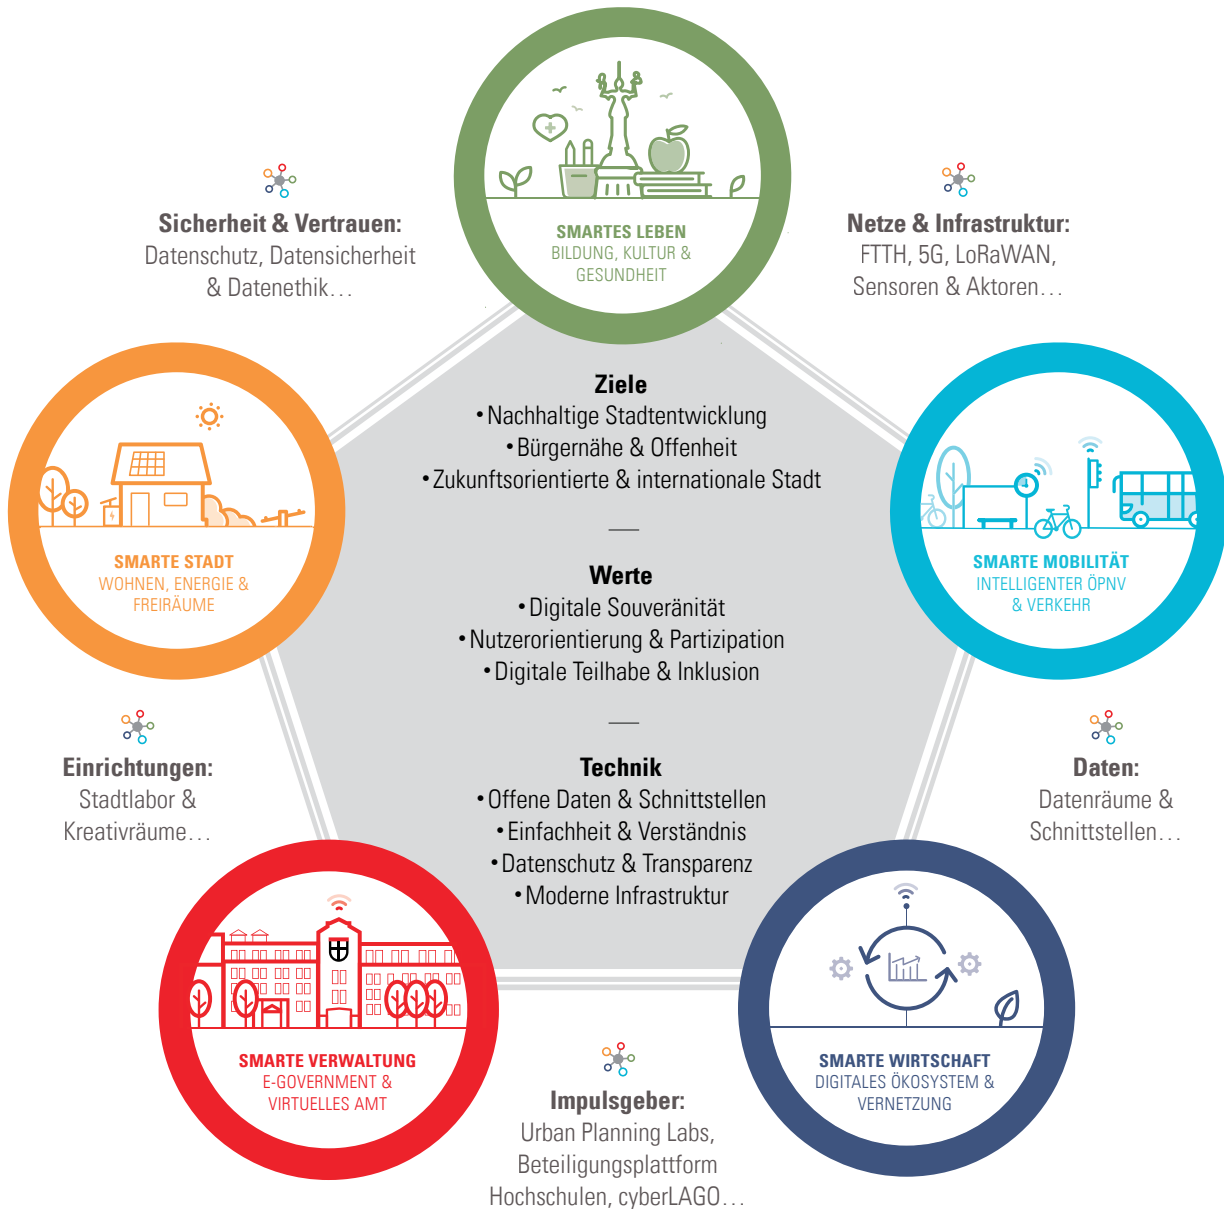 SMARTES LEBEN
BILDUNG, KULTUR &
GESUNDHEIT
Sicherheit & Vertrauen:
Datenschutz, Datensicherheit
& Datenethik...
Netze & Infrastruktur:
FTTH, 5G, LoRaWAN,
Sensoren & Aktoren...
SMARTE STADT
WOHNEN, ENERGIE &
FREIRÄUME
Ziele
• Nachhaltige Stadtentwicklung
• Bürgernähe & Offenheit
• Zukunftsorientierte & internationale Stadt
Werte
• Digitale Souveränität
• Nutzerorientierung & Partizipation
• Digitale Teilhabe & Inklusion
Technik
• Offene Daten & Schnittstellen
• Einfachheit & Verständnis
• Datenschutz & Transparenz
• Moderne Infrastruktur
SMARTE MOBILITÄT
INTELLIGENTER ÖPNV
& VERKEHR
Einrichtungen:
Stadtlabor &
Kreativräume...
Daten:
Datenräume &
Schnittstellen...
SMARTE VERWALTUNG
E-GOVERNMENT &
VIRTUELLES AMT
SMARTE WIRTSCHAFT
DIGITALES ÖKOSYSTEM &
VERNETZUNG
Impulsgeber:
Urban Planning Labs,
Beteiligungsplattform
Hochschulen, cyberLAGO...